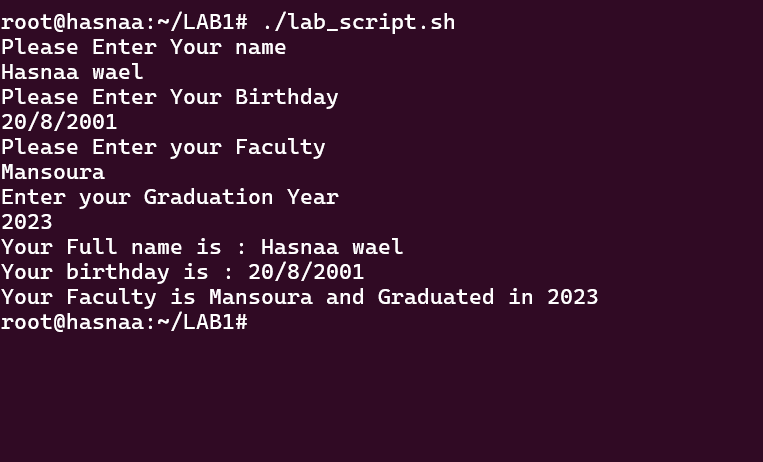 root@hasnaa:~/LAB1# ./lab_script.sh
Please Enter Your name
Hasnaa wael
Please Enter Your Birthday
20/8/2001
Please Enter your Faculty
Mansoura
Enter your Graduation Year
2023
Your Full name is : Hasnaa wael
Your birthday is : 20/8/2001
Your Faculty is Mansoura and Graduated in 2023
root@hasnaa:~/LAB1#